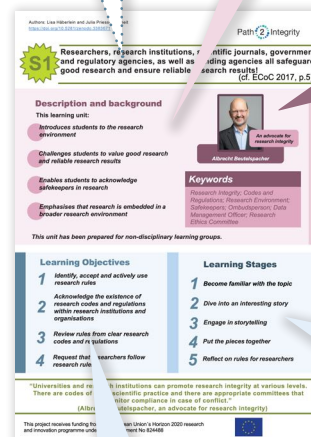 Authors: Lisa Häberlein and Julia Priess-
https://doi.org/10.5281/zenodo.
Path 2 Integrity
S1
Researchers, research institutions, scientific journals, governmen
and regulatory agencies, as well as funding agencies all safeguard
good research and ensure reliable research results!
(cf. ECoC 2017, p.5
Description and background
This learning unit:
Introduces students to the research
environment
Challenges students to value good research
and reliable research results
Enables students to acknowledge
safekeepers in research
Emphasises that research is embedded in a
broader research environment
An advocate for
research integrity
Albrecht Beutelspacher
Keywords
Research Integrity; Codes and
Regulations; Research Environment;
Safekeepers; Ombudsperson; Data
Management Officer; Research
Ethics Committee
This unit has been prepared for non-disciplinary learning groups.
Learning Objectives
1 Identify, accept and actively use
research rules
2 Acknowledge the existence of
research codes and regulations
within research institutions and
organisations
3 Review rules from clear research
codes and regulations
4 Request that researchers follow
research rules
Learning Stages
1 Become familiar with the topic
2 Dive into an interesting story
3 Engage in storytelling
4 Put the pieces together
5 Reflect on rules for researchers
"Universities and research institutions can promote research integrity at various levels.
There are codes of scientific practice and there are appropriate committees that
monitor compliance in case of conflict."
(Albrecht Beutelspacher, an advocate for research integrity)
This project receives funding from European Union's Horizon 2020 research
and innovation programme under No 824488